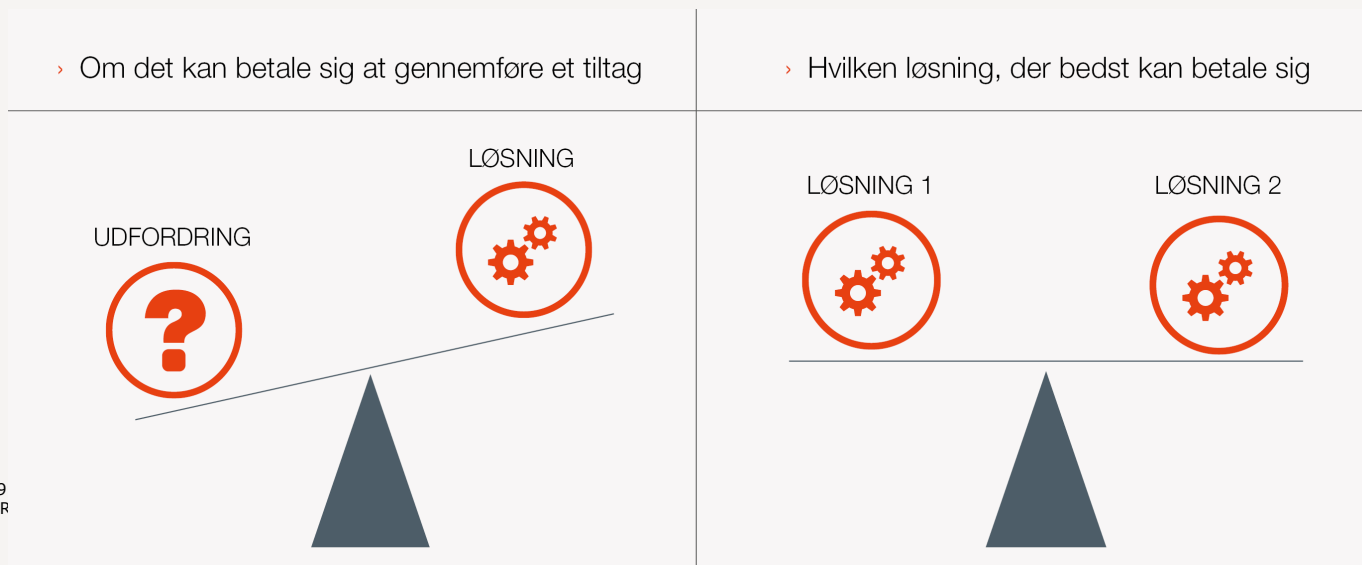 › Om det kan betale sig at gennemføre et tiltag
› Hvilken løsning, der bedst kan betale sig
LØSNING
UDFORDRING
?
LØSNING 1
LØSNING 2
9
R